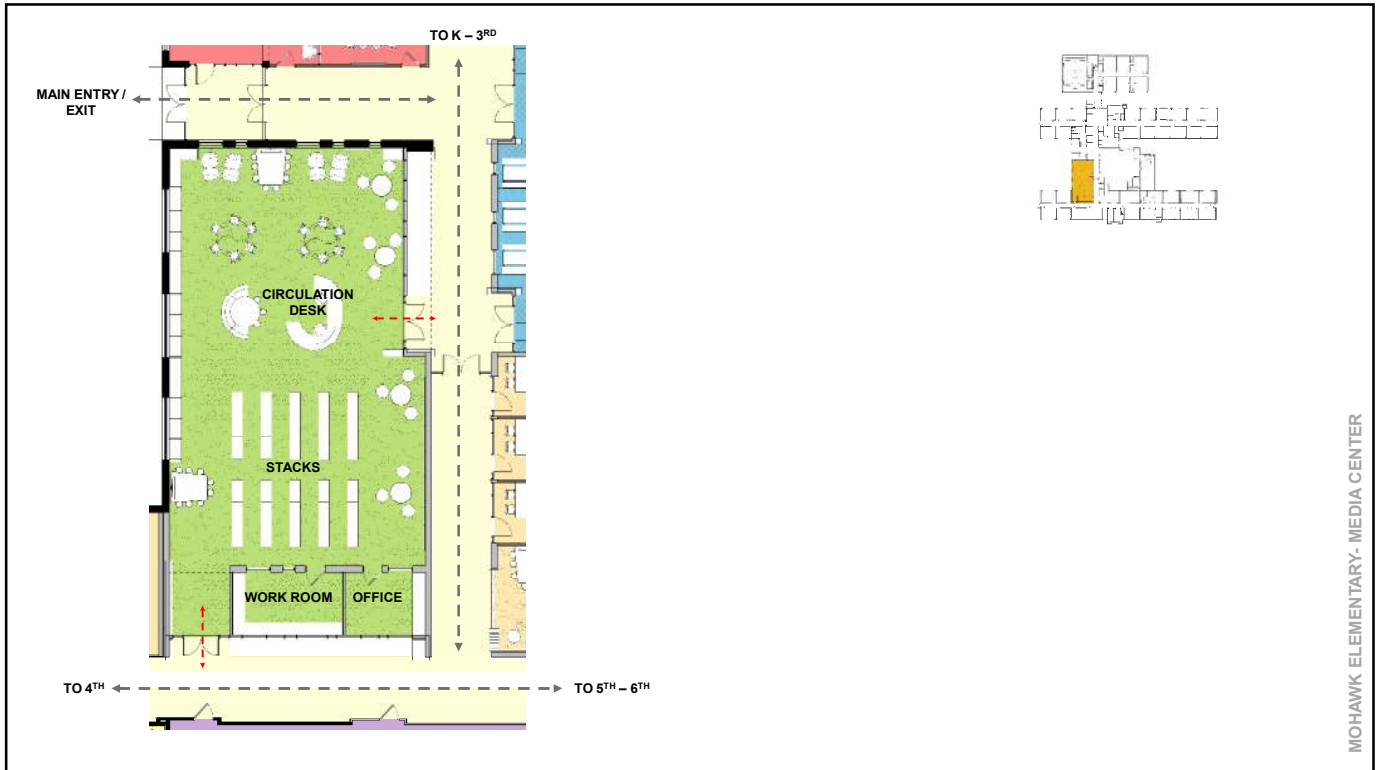 TO K – 3RD
MAIN ENTRY /
EXIT
CIRCULATION
DESK
STACKS
WORK ROOM
OFFICE
TO 4TH
TO 5TH – 6TH
MOHAWK ELEMENTARY- MEDIA CENTER